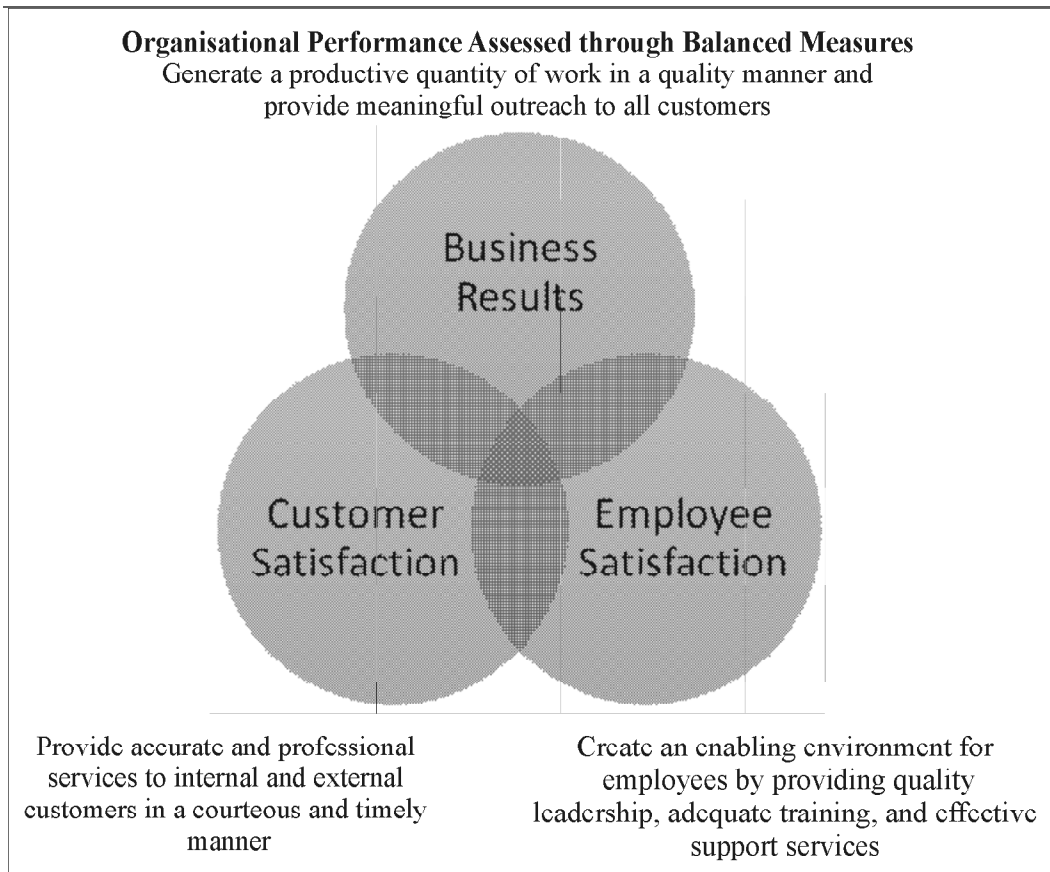 Organisational Performance Assessed through Balanced Measures
Generate a productive quantity of work in a quality manner and
provide meaningful outreach to all customers
Business
Results
Customer
Satisfaction
Employee
Satisfaction
Provide accurate and professional
services to internal and external
customers in a courteous and timely
manner
Create an enabling environment for
employees by providing quality
leadership, adequate training, and effective
support services